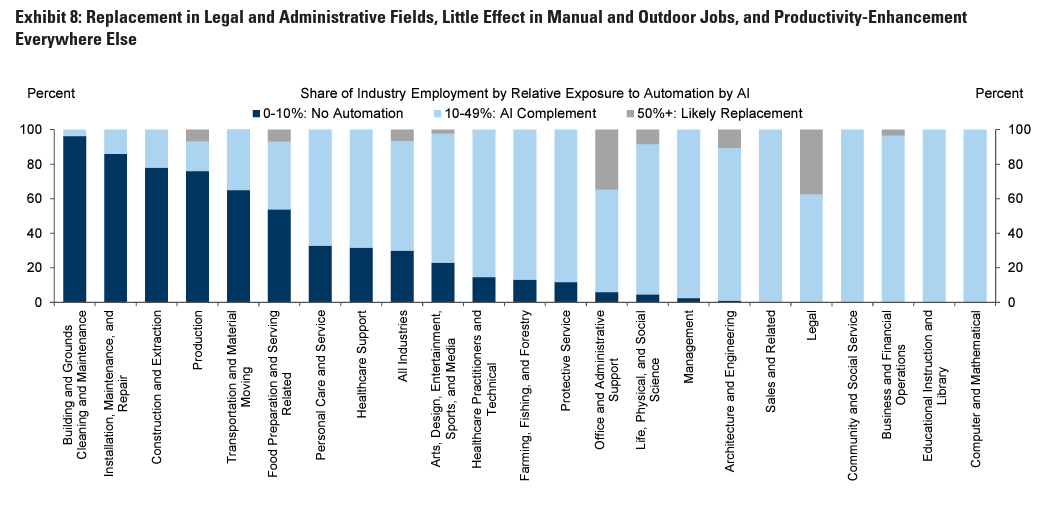 Exhibit 8: Replacement in Legal and Administrative Fields, Little Effect in Manual and Outdoor Jobs, and Productivity-Enhancement
Everywhere Else
Percent
Share of Industry Employment by Relative Exposure to Automation by AI
Percent
0-10%: No Automation
10-49%: AI Complement
50%+: Likely Replacement
100
80
60
40
20
0
100
80
60
40
20
0
Building and Grounds
Cleaning and Maintenance
Installation, Maintenance, and
Repair
Construction and Extraction
Production
Transportation and Material
Moving
Food Preparation and Serving
Related
Personal Care and Service
Healthcare Support
All Industries
Arts, Design, Entertainment,
Sports, and Media
Healthcare Practitioners and
Technical
Farming, Fishing, and Forestry
Protective Service
Office and Administrative
Support
Life, Physical, and Social
Science
Management
Architecture and Engineering
Sales and Related
Legal
Community and Social Service
Business and Financial
Operations
Educational Instruction and
Library
Computer and Mathematical